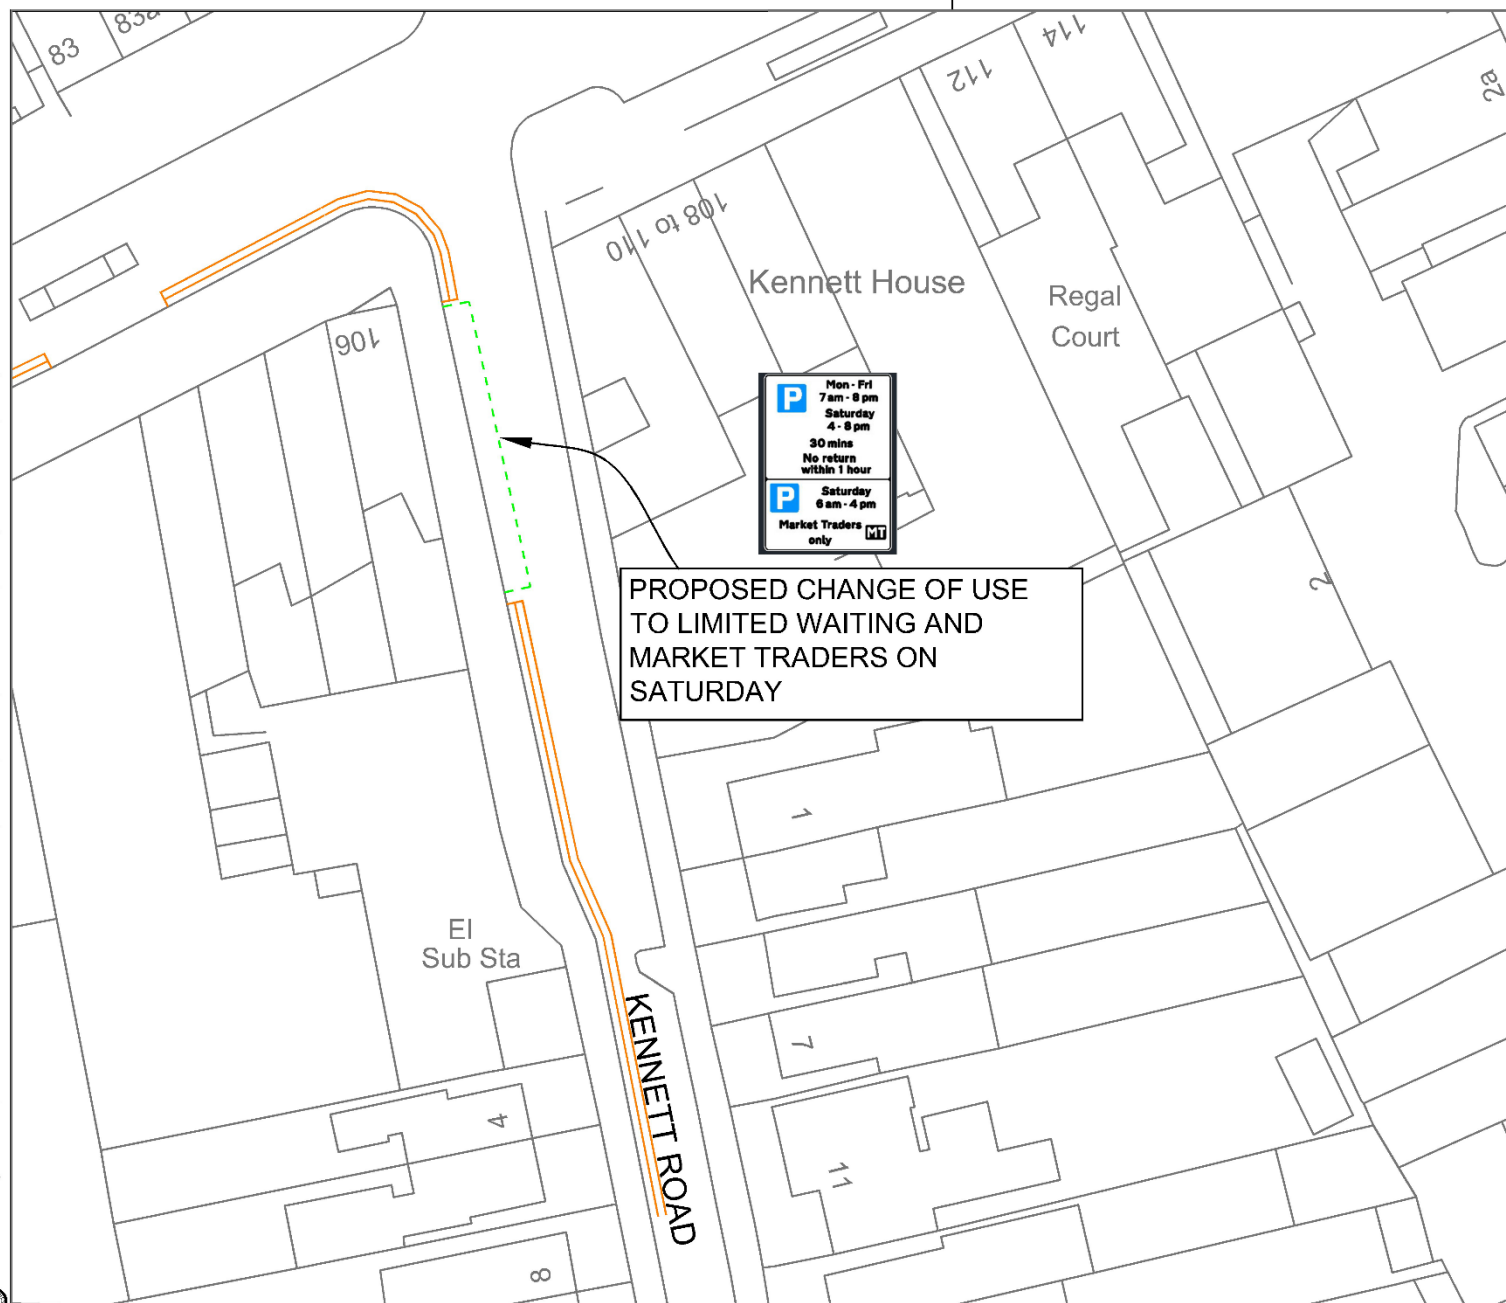 83
83a
114
112
2a
108 to 110
Kennett House
Regal
Court
106
P
Mon - Fri
7 am - 8 pm
Saturday
4 - 8 pm
30 mins
No return
within 1 hour
P
Saturday
6 am - 4 pm
Market Traders
only
MT
PROPOSED CHANGE OF USE
TO LIMITED WAITING AND
MARKET TRADERS ON
SATURDAY
2
1
El
Sub Sta
KENNETT ROAD
7
4
11
8